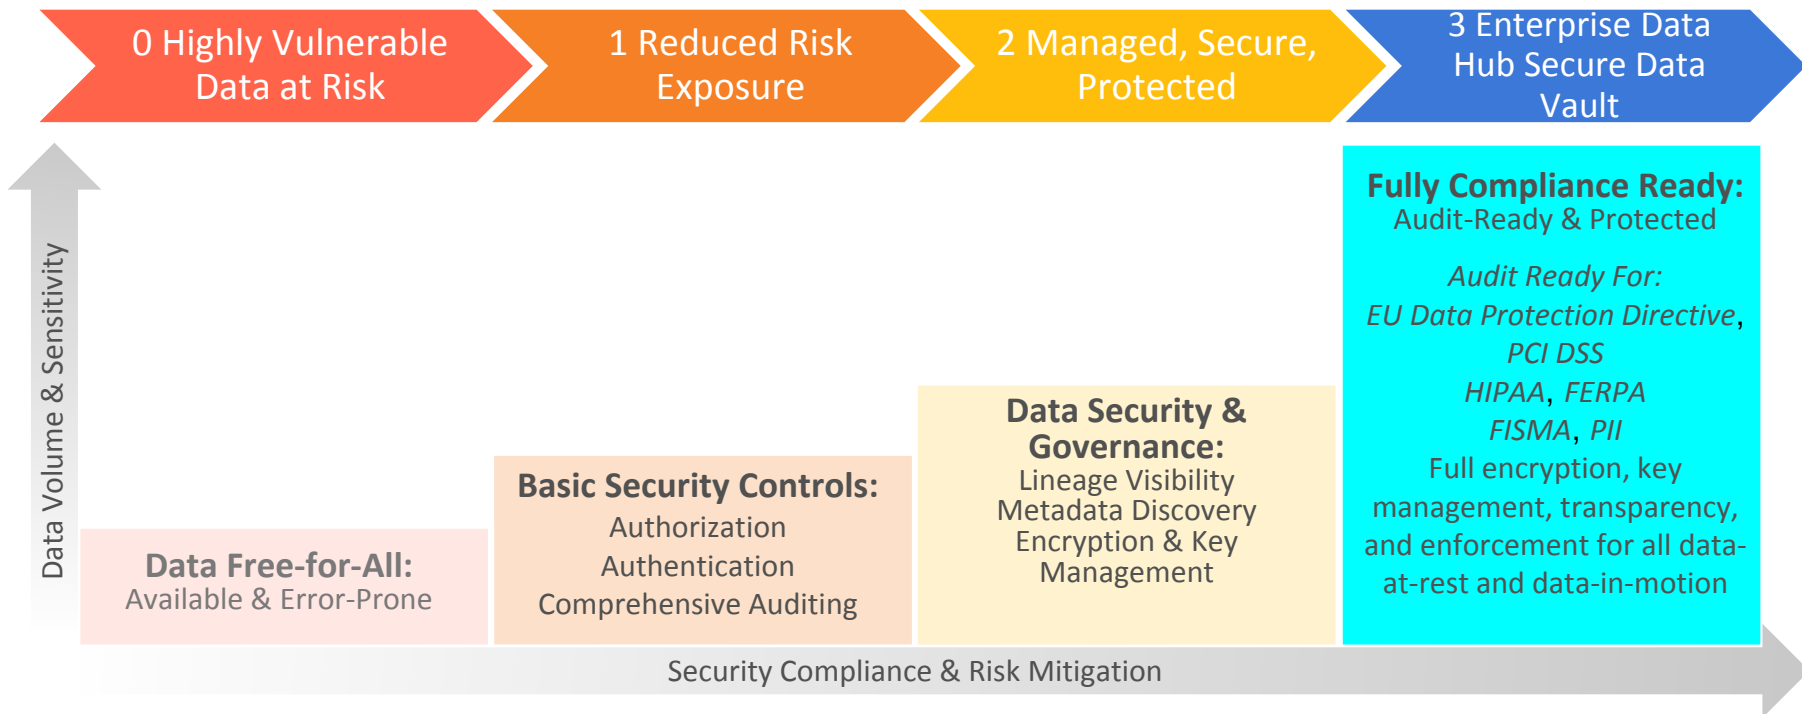 0 Highly Vulnerable
Data at Risk
1 Reduced Risk
Exposure
2 Managed, Secure,
Protected
3 Enterprise Data
Hub Secure Data
Vault
Data Volume & Sensitivity
Data Free-for-All:
Available & Error-Prone
Basic Security Controls:
Authorization
Authentication
Comprehensive Auditing
Data Security &
Governance:
Lineage Visibility
Metadata Discovery
Encryption & Key
Management
Fully Compliance Ready:
Audit-Ready & Protected
Audit Ready For:
EU Data Protection Directive,
PCI DSS
HIPAA, FERPA
FISMA, PII
Full encryption, key
management, transparency,
and enforcement for all data-
at-rest and data-in-motion
Security Compliance & Risk Mitigation